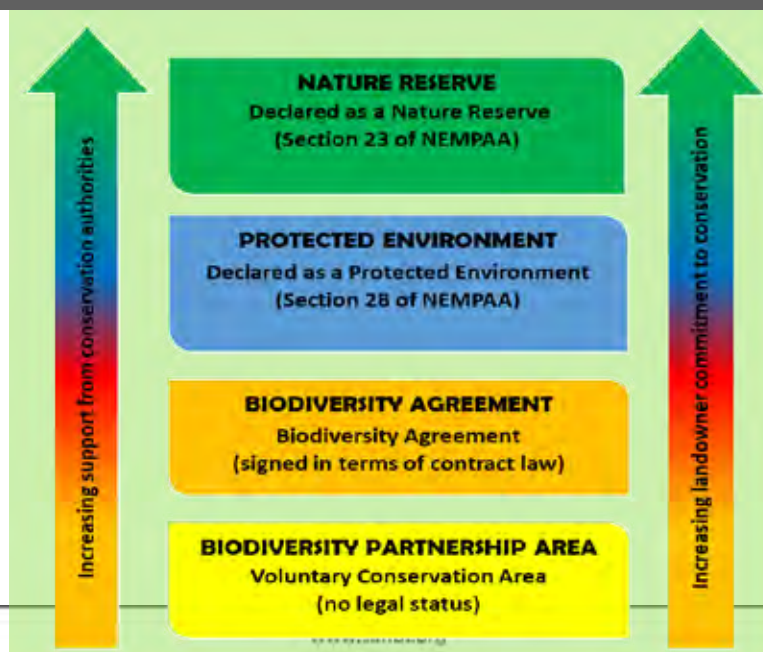 Increasing support from conservation authorities
NATURE RESERVE
Declared as a Nature Reserve
(Section 23 of NEMPAA)
PROTECTED ENVIRONMENT
Declared as a Protected Environment
(Section 28 of NEMPAA)
BIODIVERSITY AGREEMENT
Biodiversity Agreement
(signed in terms of contract law)
BIODIVERSITY PARTNERSHIP AREA
Voluntary Conservation Area
(no legal status)
Increasing landowner commitment to conservation